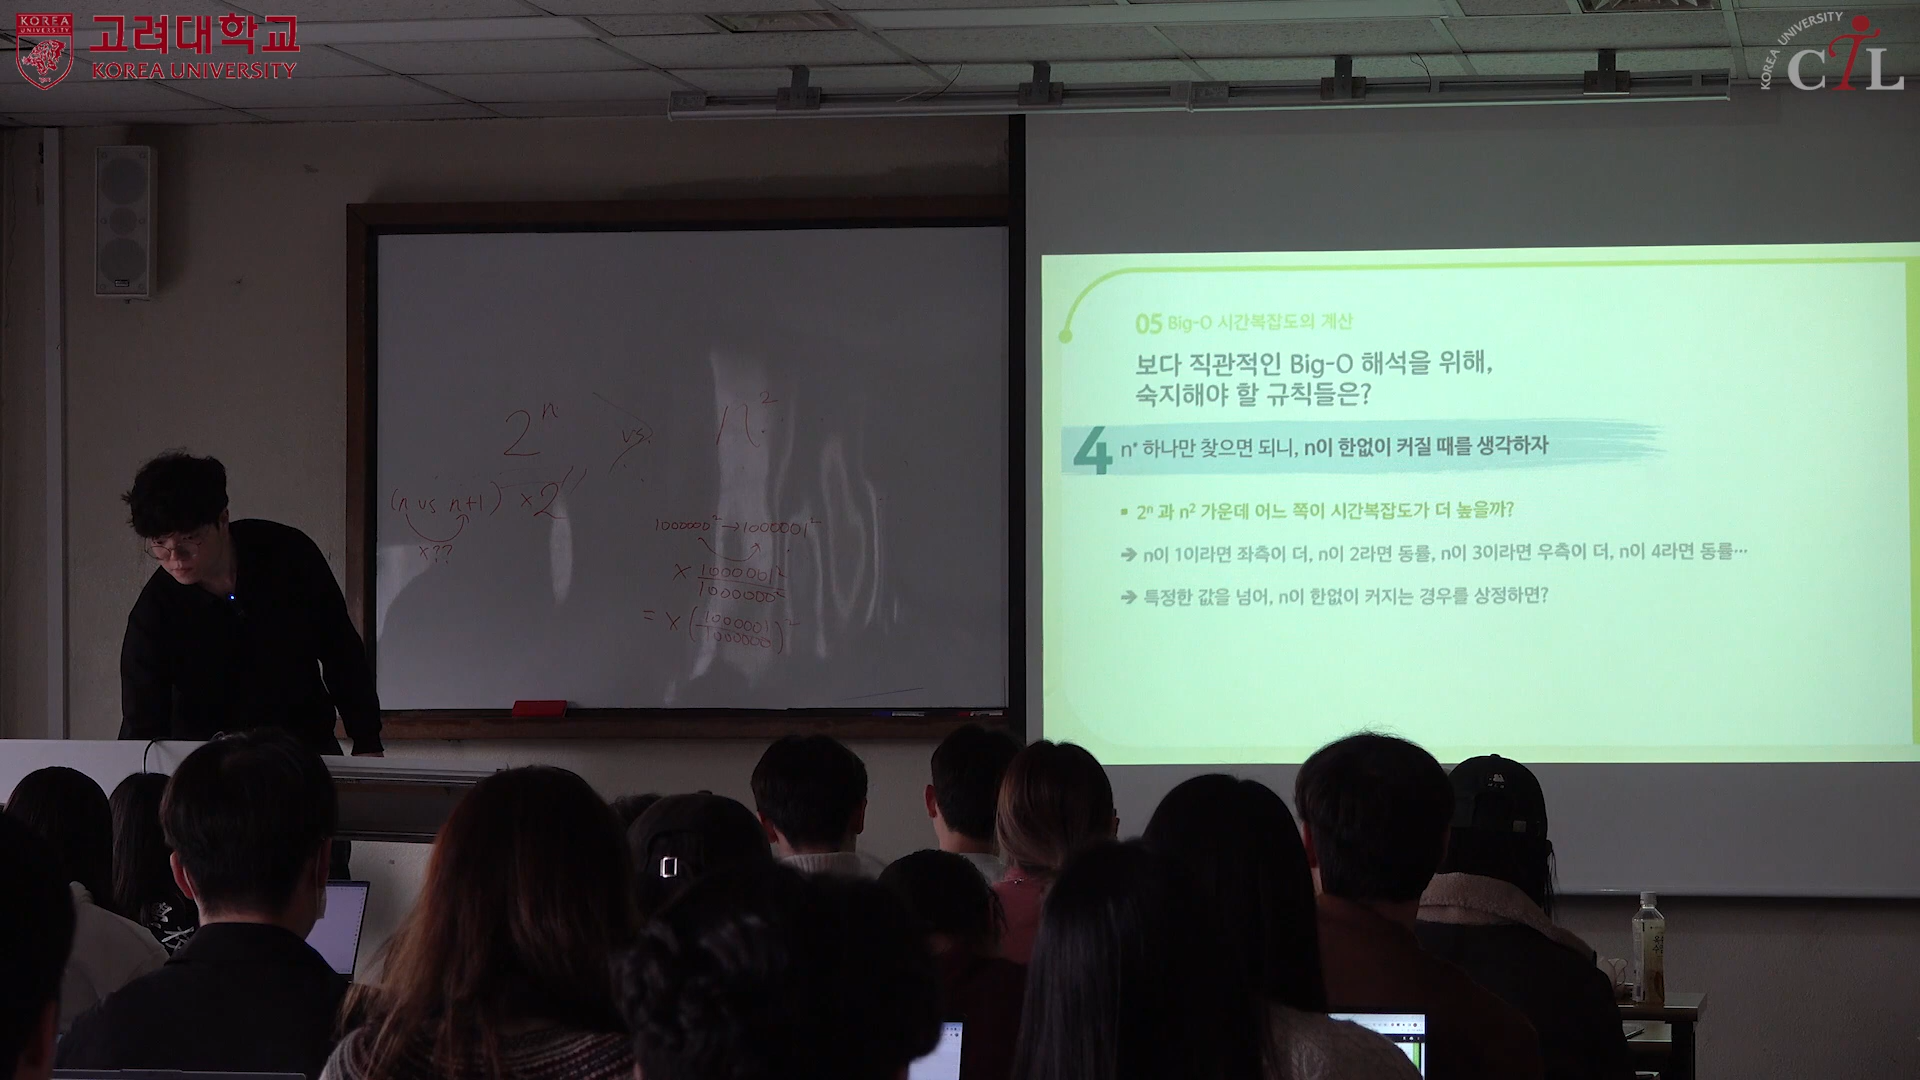 KOREA
UNIVERSITY
고려대학교
KOREA UNIVERSITY
KOREA UNIVERSITY
CTL
2ⁿ vs n²
(n vs n+1) ×2
×??
1000000² → 1000001²
× 1000001²
1000000²
= × (1000001
1000000)²
05 Big-O 시간복잡도의 계산
보다 직관적인 Big-O 해석을 위해,
숙지해야 할 규칙들은?
4 n* 하나만 찾으면 되니, n이 한없이 커질 때를 생각하자
▪ 2ⁿ 과 n² 가운데 어느 쪽이 시간복잡도가 더 높을까?
➔ n이 1이라면 좌측이 더, n이 2라면 동률, n이 3이라면 우측이 더, n이 4라면 동률…
➔ 특정한 값을 넘어, n이 한없이 커지는 경우를 상정하면?